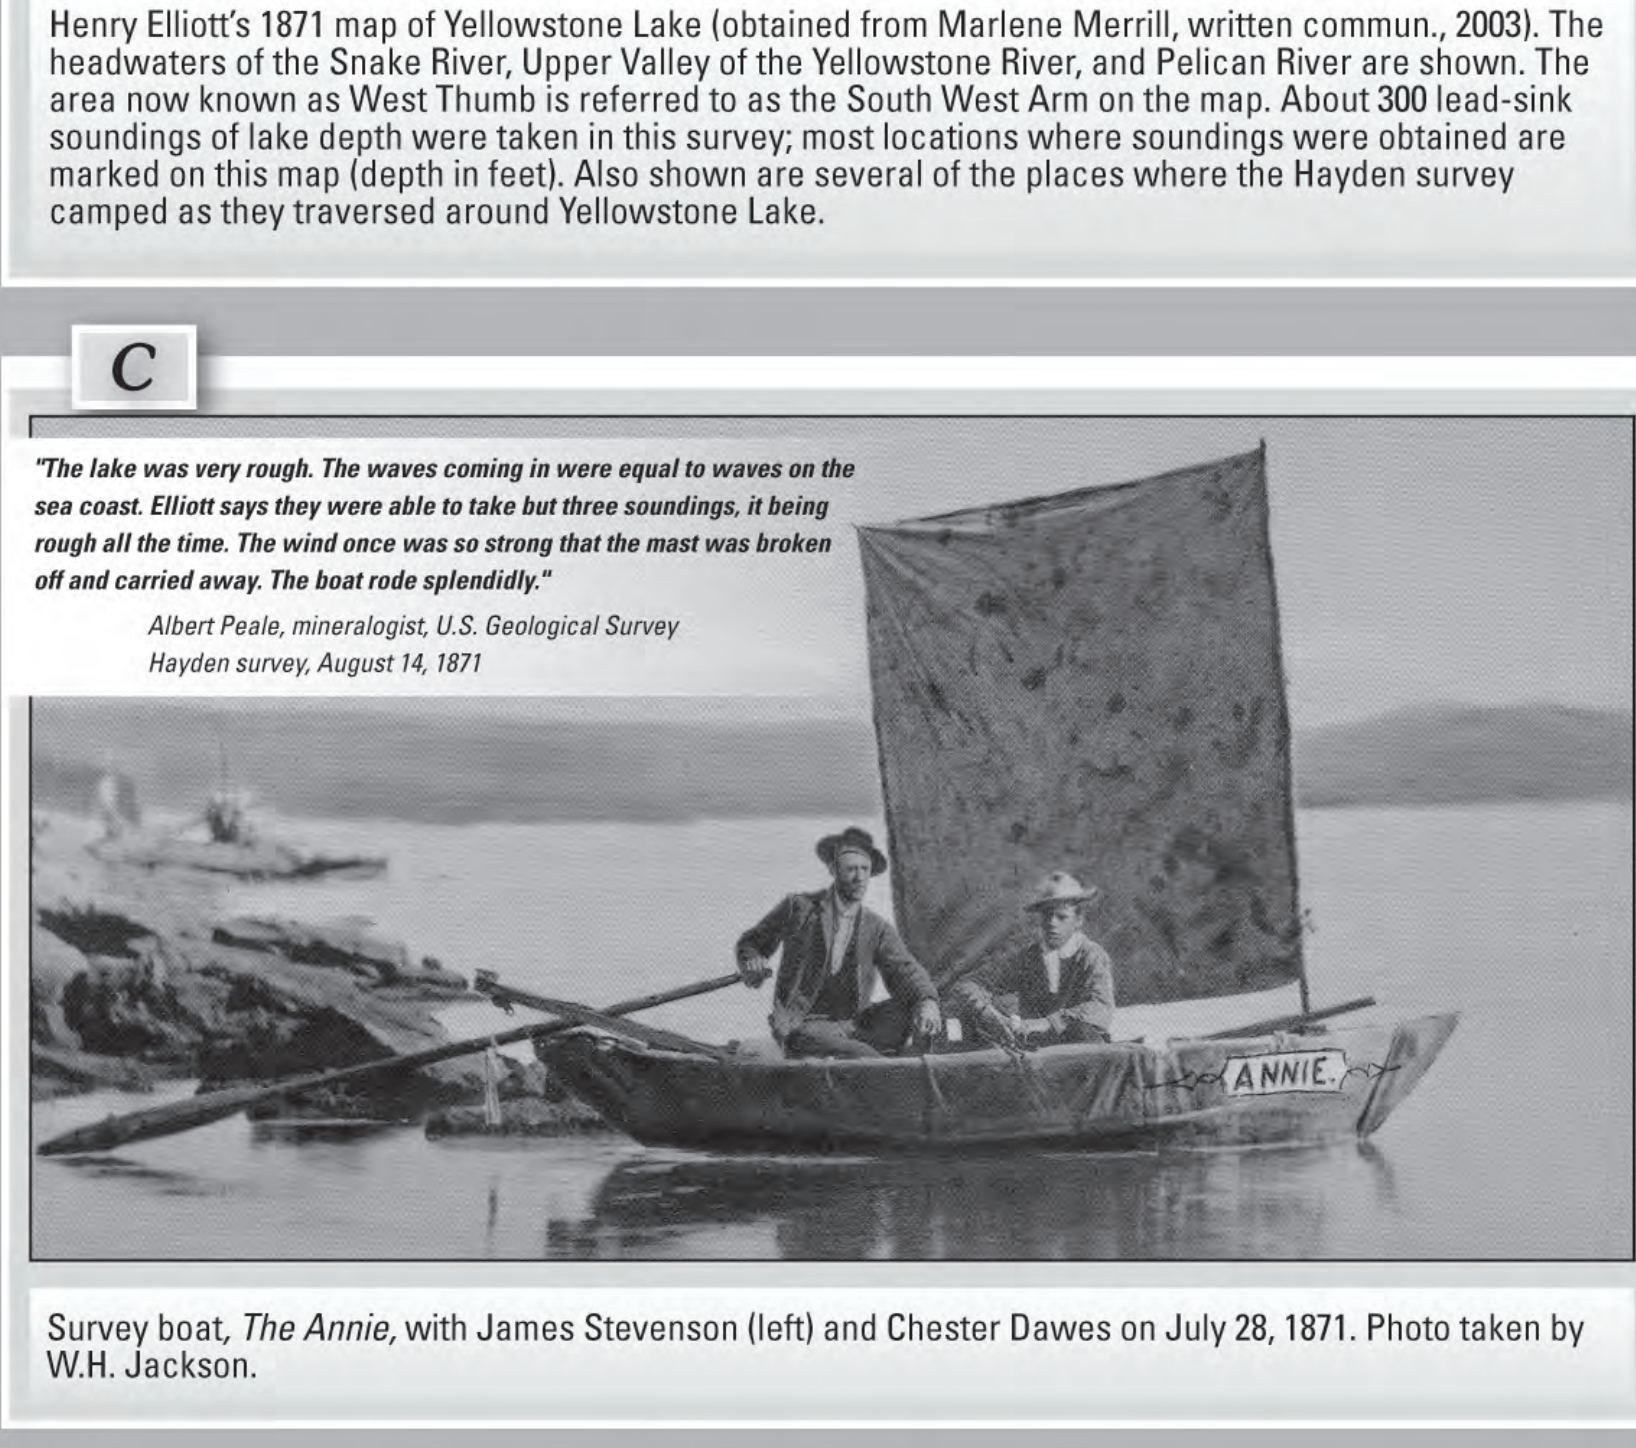 Henry Elliott's 1871 map of Yellowstone Lake (obtained from Marlene Merrill, written commun., 2003). The
headwaters of the Snake River, Upper Valley of the Yellowstone River, and Pelican River are shown. The
area now known as West Thumb is referred to as the South West Arm on the map. About 300 lead-sink
soundings of lake depth were taken in this survey; most locations where soundings were obtained are
marked on this map (depth in feet). Also shown are several of the places where the Hayden survey
camped as they traversed around Yellowstone Lake.
C
"The lake was very rough. The waves coming in were equal to waves on the
sea coast. Elliott says they were able to take but three soundings, it being
rough all the time. The wind once was so strong that the mast was broken
off and carried away. The boat rode splendidly."
Albert Peale, mineralogist, U.S. Geological Survey
Hayden survey, August 14, 1871
ANNIE.
Survey boat, The Annie, with James Stevenson (left) and Chester Dawes on July 28, 1871. Photo taken by
W.H. Jackson.